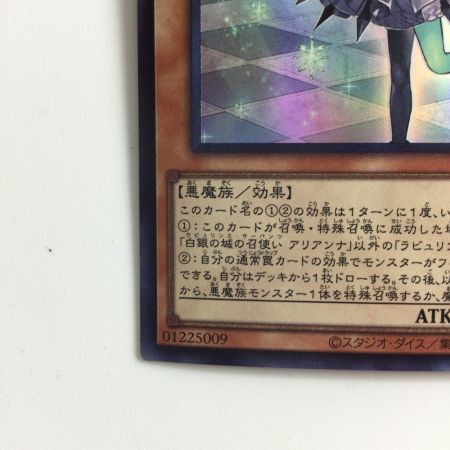 【悪魔族／効果】
このカード名の①②の効果は1ターンに1度、い
①：このカードが召喚・特殊召喚に成功した場
「白銀の城の召使い アリアンナ」以外の「ラビュリン
②：自分の通常罠カードの効果でモンスターがフ
できる。自分はデッキから1枚ドローする。その後、以
から、悪魔族モンスター1体を特殊召喚するか、魔
ATK
01225009
©スタジオ・ダイス／集